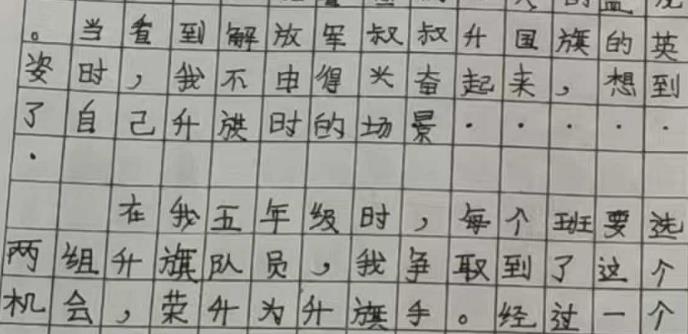 。当看到解放军叔叔升国旗的英
姿时，我不由得兴奋起来，想到
了自己升旗时的场景·····
·
在我五年级时，每个班要选
两组升旗队员，我争取到了这个
机会，荣升为升旗手。经过一个